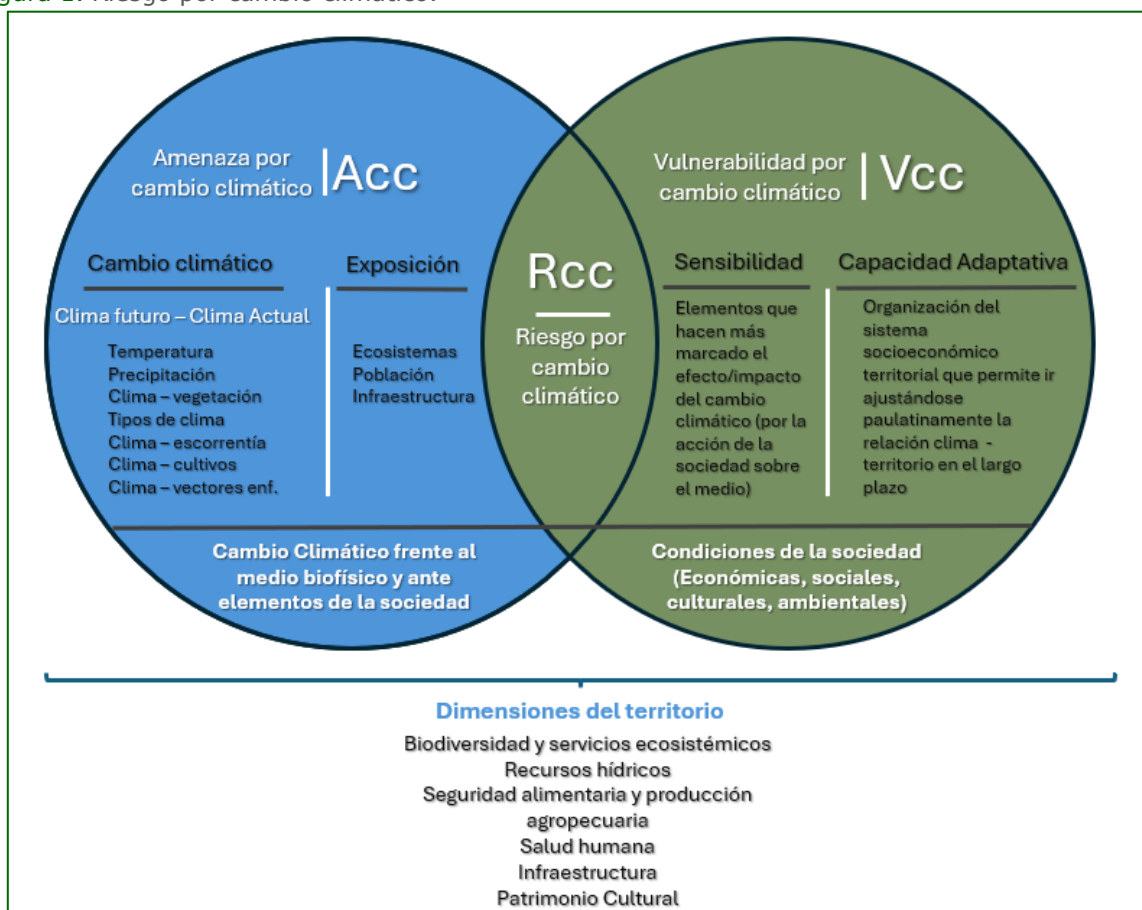 Riesgo por cambio climático.
Amenaza por
cambio climático
Acc
Vulnerabilidad por
cambio climático
Vcc
Cambio climático
Clima futuro – Clima Actual
Temperatura
Precipitación
Clima – vegetación
Tipos de clima
Clima – escorrentía
Clima – cultivos
Clima – vectores enf.
Exposición
Ecosistemas
Población
Infraestructura
Rcc
Riesgo por
cambio
climático
Sensibilidad
Elementos que
hacen más
marcado el
efecto/impacto
del cambio
climático (por la
acción de la
sociedad sobre
el medio)
Capacidad Adaptativa
Organización del
sistema
socioeconómico
territorial que permite ir
ajustándose
paulatinamente la
relación clima -
territorio en el largo
plazo
Cambio Climático frente al
medio biofísico y ante
elementos de la sociedad
Condiciones de la sociedad
(Económicas, sociales,
culturales, ambientales)
Dimensiones del territorio
Biodiversidad y servicios ecosistémicos
Recursos hídricos
Seguridad alimentaria y producción
agropecuaria
Salud humana
Infraestructura
Patrimonio Cultural